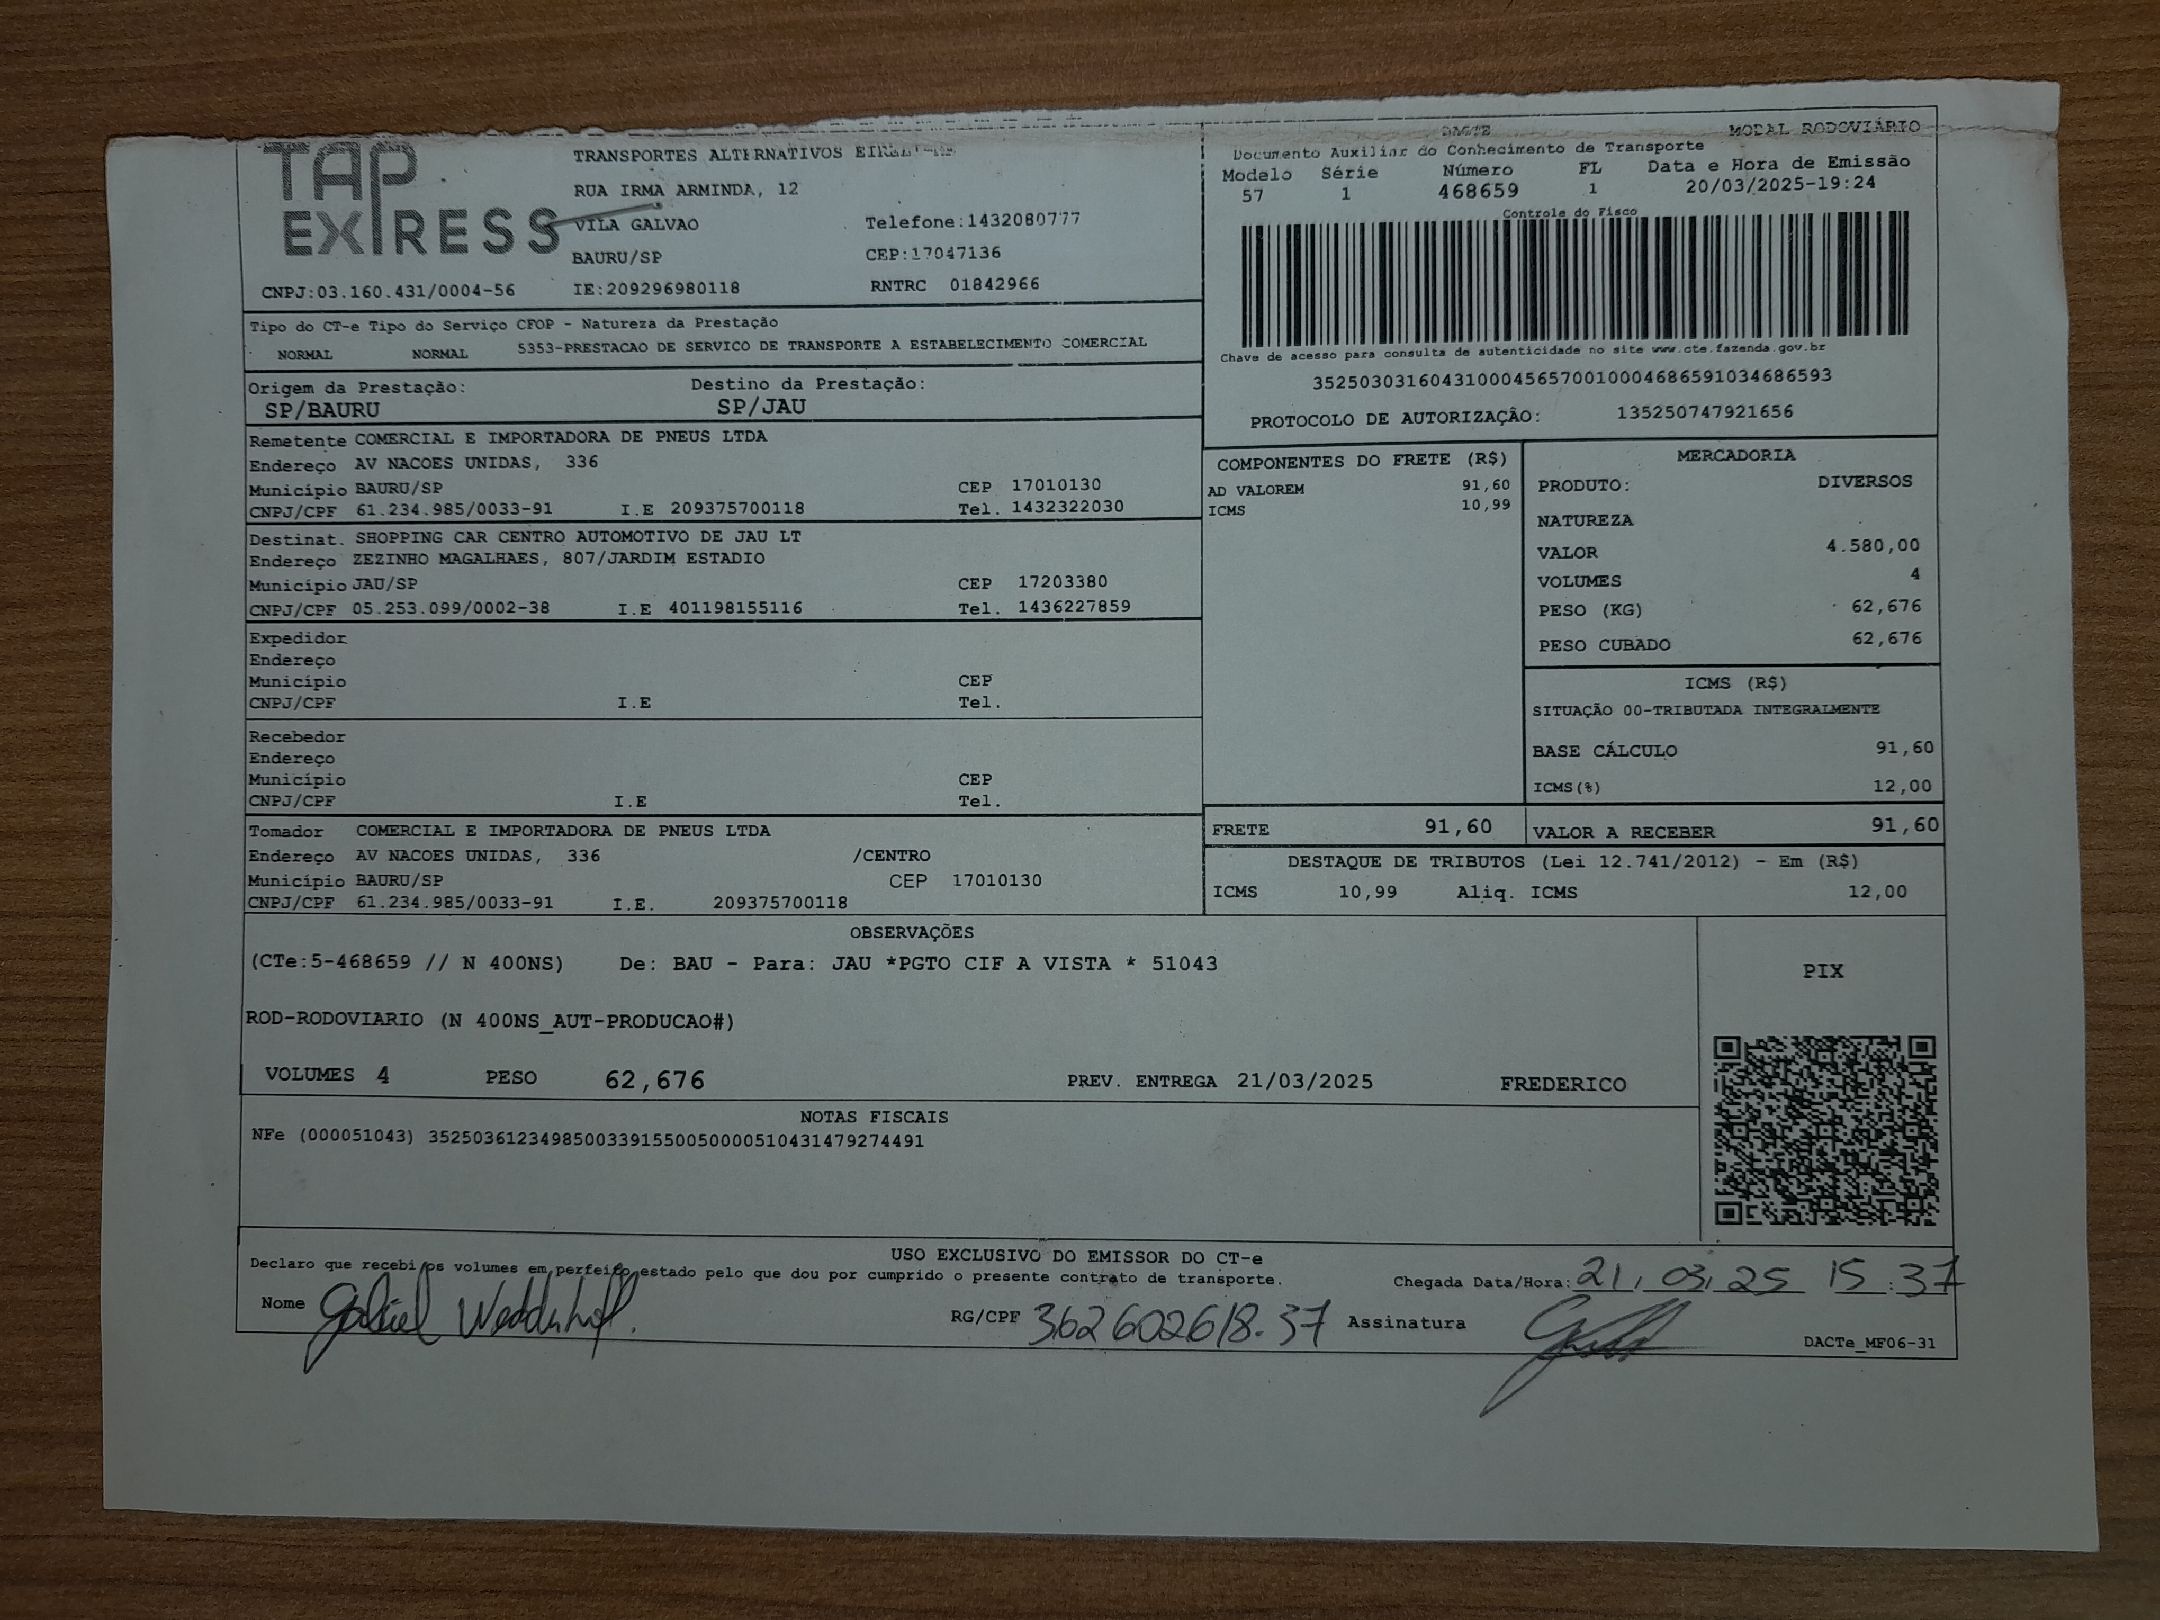 TAP EXPRESS
TRANSPORTES ALTERNATIVOS
RUA IRMA ARMINDA, 12
VILA GALVAO Telefone:1432080777
BAURU/SP CEP:17047136
CNPJ:03.160.431/0004-56 IE:209296980118 RNTRC 01842966
DACTE MODAL RODOVIÁRIO
Documento Auxiliar do Conhecimento de Transporte
Modelo Série Número FL Data e Hora de Emissão
57 1 468659 1 20/03/2025-19:24
Controle do Fisco
Chave de acesso para consulta de autenticidade no site www.cte.fazenda.gov.br
35250303160431000456570010004686591034686593
PROTOCOLO DE AUTORIZAÇÃO: 135250747921656
Tipo do CT-e Tipo do Serviço CFOP - Natureza da Prestação
NORMAL NORMAL 5353-PRESTACAO DE SERVICO DE TRANSPORTE A ESTABELECIMENTO COMERCIAL
Origem da Prestação: Destino da Prestação:
SP/BAURU SP/JAU
Remetente COMERCIAL E IMPORTADORA DE PNEUS LTDA
Endereço AV NACOES UNIDAS, 336
Município BAURU/SP CEP 17010130
CNPJ/CPF 61.234.985/0033-91 I.E 209375700118 Tel. 1432322030
Destinat. SHOPPING CAR CENTRO AUTOMOTIVO DE JAU LT
Endereço ZEZINHO MAGALHAES, 807/JARDIM ESTADIO
Município JAU/SP CEP 17203380
CNPJ/CPF 05.253.099/0002-38 I.E 401198155116 Tel. 1436227859
Expedidor
Endereço
Município CEP
CNPJ/CPF I.E Tel.
Recebedor
Endereço
Município CEP
CNPJ/CPF I.E Tel.
Tomador COMERCIAL E IMPORTADORA DE PNEUS LTDA
Endereço AV NACOES UNIDAS, 336 /CENTRO
Município BAURU/SP CEP 17010130
CNPJ/CPF 61.234.985/0033-91 I.E. 209375700118
COMPONENTES DO FRETE (R$)
AD VALOREM 91,60
ICMS 10,99
MERCADORIA
PRODUTO: DIVERSOS
NATUREZA
VALOR 4.580,00
VOLUMES 4
PESO (KG) 62,676
PESO CUBADO 62,676
ICMS (R$)
SITUAÇÃO 00-TRIBUTADA INTEGRALMENTE
BASE CÁLCULO 91,60
ICMS(%) 12,00
FRETE 91,60 VALOR A RECEBER 91,60
DESTAQUE DE TRIBUTOS (Lei 12.741/2012) - Em (R$)
ICMS 10,99 Aliq. ICMS 12,00
OBSERVAÇÕES
(CTe:5-468659 // N 400NS) De: BAU - Para: JAU *PGTO CIF A VISTA * 51043
ROD-RODOVIARIO (N 400NS_AUT-PRODUCAO#)
VOLUMES 4 PESO 62,676 PREV. ENTREGA 21/03/2025 FREDERICO
PIX
NOTAS FISCAIS
NFe (000051043) 35250361234985003391550050000510431479274491
USO EXCLUSIVO DO EMISSOR DO CT-e
Declaro que recebi os volumes em perfeito estado pelo que dou por cumprido o presente contrato de transporte.
Chegada Data/Hora: 21/03/25 15:37
Nome Gabriel RG/CPF 362602618.37 Assinatura
DACTe_MF06-31